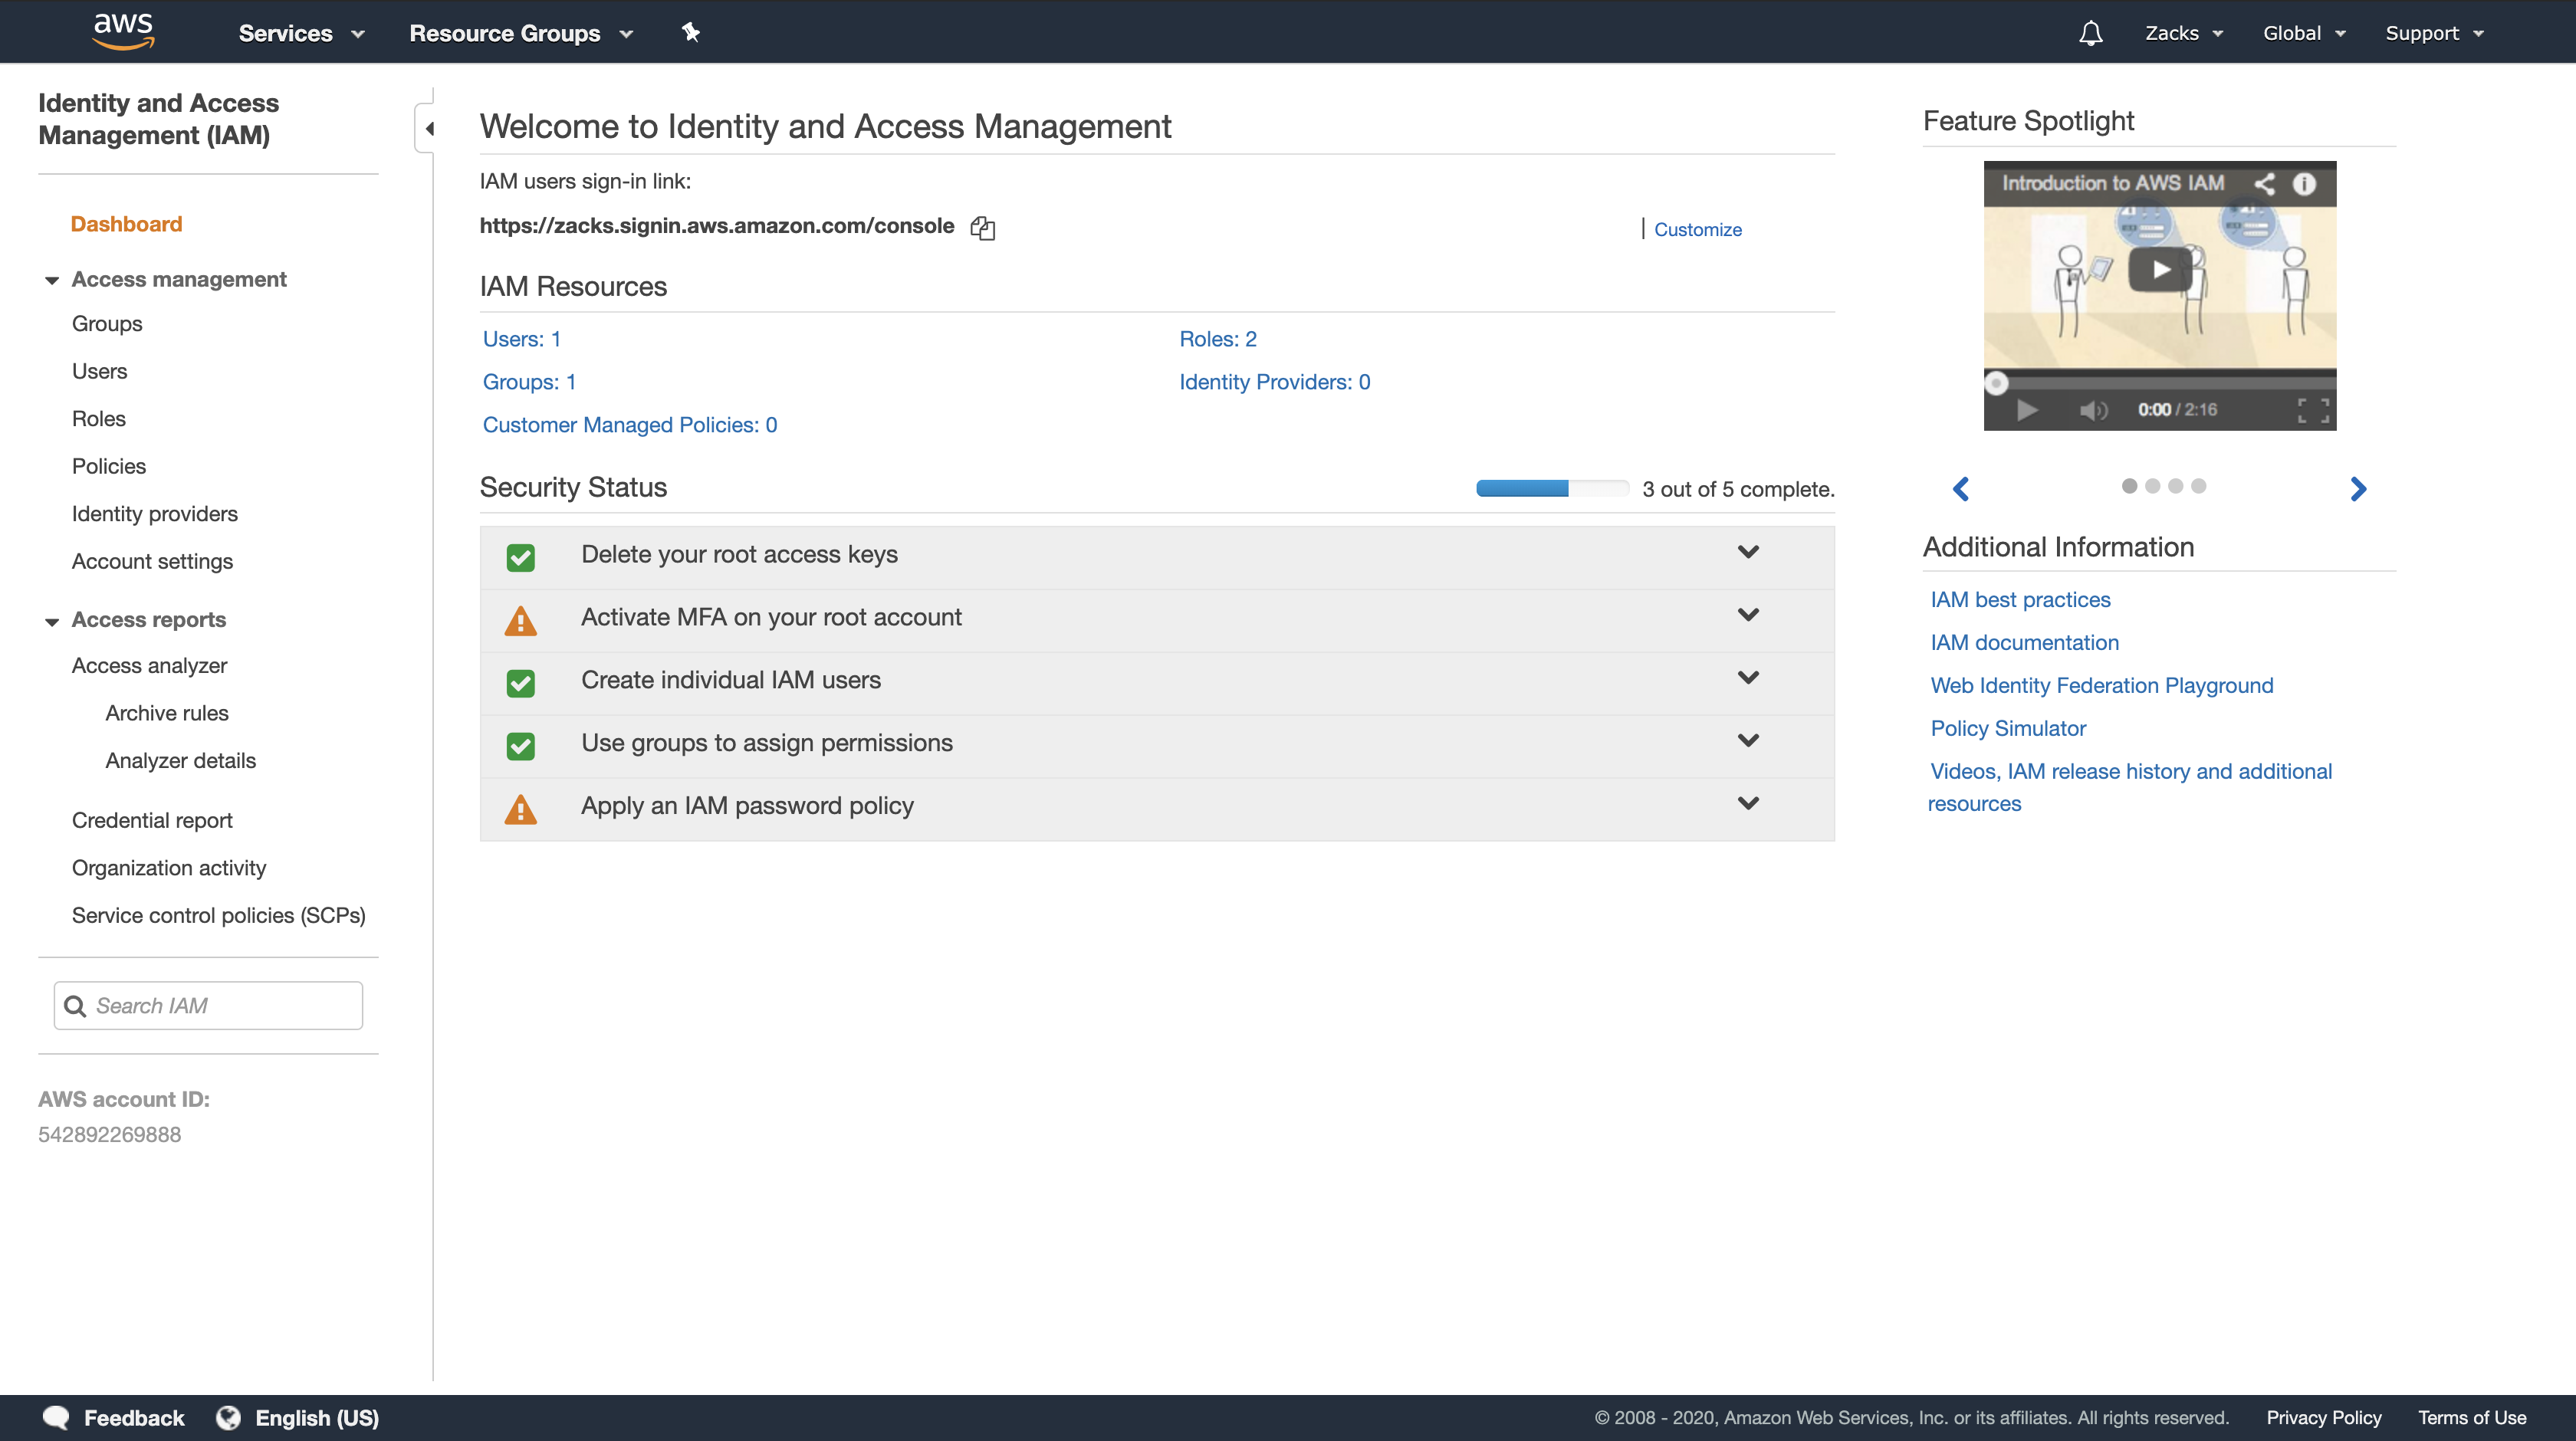 aws
Services
Resource Groups
Zacks
Global
Support
Identity and Access
Management (IAM)
Dashboard
Access management
Groups
Users
Roles
Policies
Identity providers
Account settings
Access reports
Access analyzer
Archive rules
Analyzer details
Credential report
Organization activity
Service control policies (SCPs)
Search IAM
AWS account ID:
542892269888
Welcome to Identity and Access Management
IAM users sign-in link:
https://zacks.signin.aws.amazon.com/console
Customize
IAM Resources
Users: 1
Roles: 2
Groups: 1
Identity Providers: 0
Customer Managed Policies: 0
Security Status
3 out of 5 complete.
Delete your root access keys
Activate MFA on your root account
Create individual IAM users
Use groups to assign permissions
Apply an IAM password policy
Feature Spotlight
Introduction to AWS IAM
0:00 / 2:16
Additional Information
IAM best practices
IAM documentation
Web Identity Federation Playground
Policy Simulator
Videos, IAM release history and additional
resources
Feedback
English (US)
© 2008 - 2020, Amazon Web Services, Inc. or its affiliates. All rights reserved.
Privacy Policy
Terms of Use